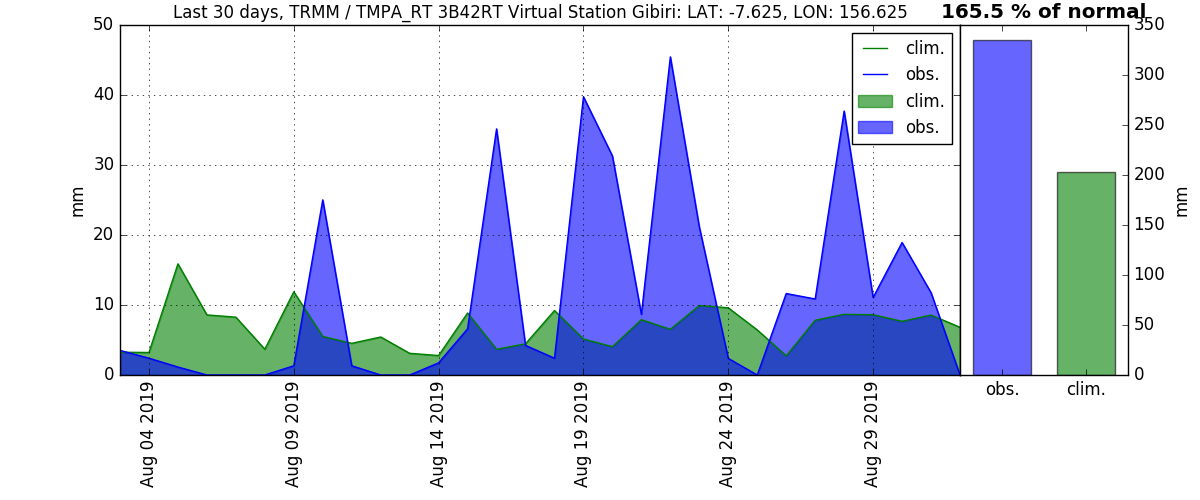 Last 30 days, TRMM / TMPA_RT 3B42RT Virtual Station Gibiri: LAT: -7.625, LON: 156.625
165.5 % of normal
50
40
30
20
10
0
mm
clim.
obs.
clim.
obs.
Aug 04 2019
Aug 09 2019
Aug 14 2019
Aug 19 2019
Aug 24 2019
Aug 29 2019
350
300
250
200
150
100
50
0
mm
obs.
clim.